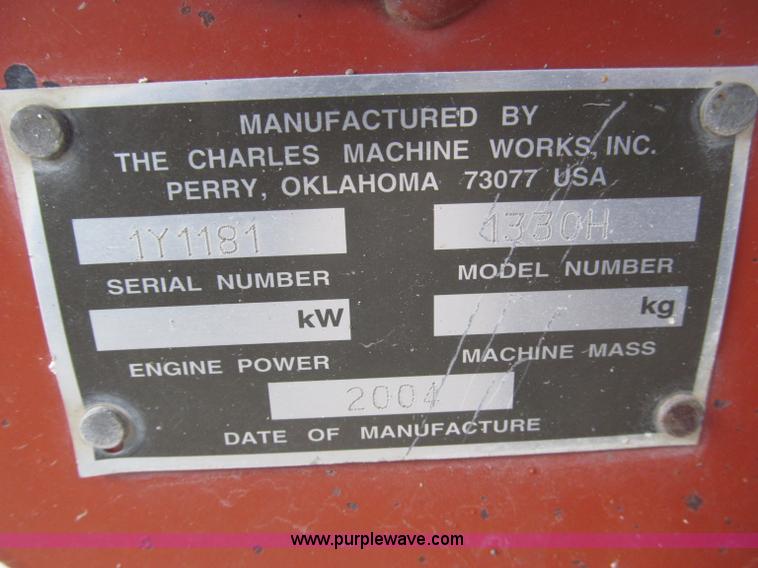 MANUFACTURED BY
THE CHARLES MACHINE WORKS, INC.
PERRY, OKLAHOMA 73077 USA
1Y1181 1330H
SERIAL NUMBER MODEL NUMBER
kW kg
ENGINE POWER MACHINE MASS
2004
DATE OF MANUFACTURE
www.purplewave.com